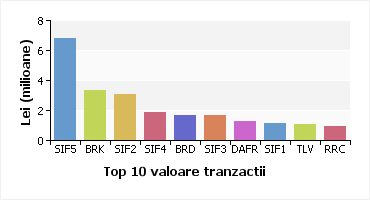 8
6
4
2
0
Lei (milioane)
SIF5 BRK SIF2 SIF4 BRD SIF3 DAFR SIF1 TLV RRC
Top 10 valoare tranzactii